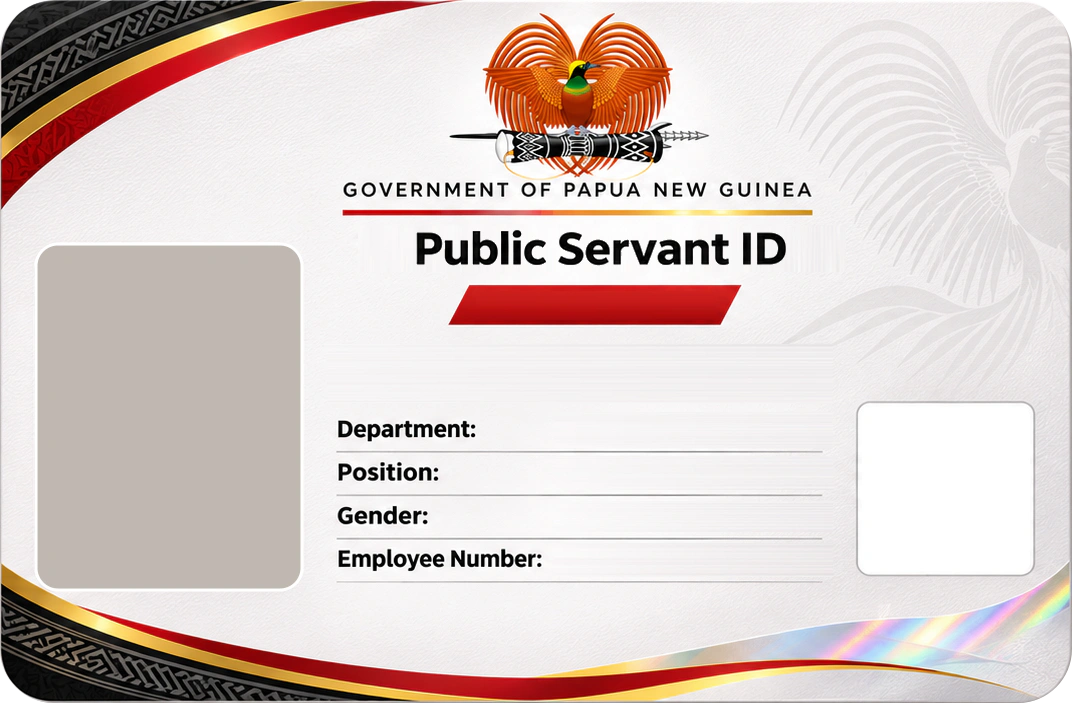 GOVERNMENT OF PAPUA NEW GUINEA
Public Servant ID
Department:
Position:
Gender:
Employee Number: